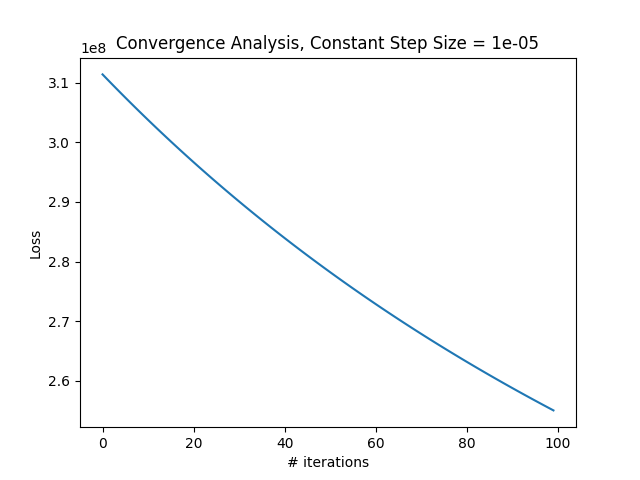 Convergence Analysis, Constant Step Size = 1e-05
1e8
3.1
3.0
2.9
2.8
2.7
2.6
Loss
0 20 40 60 80 100
# iterations